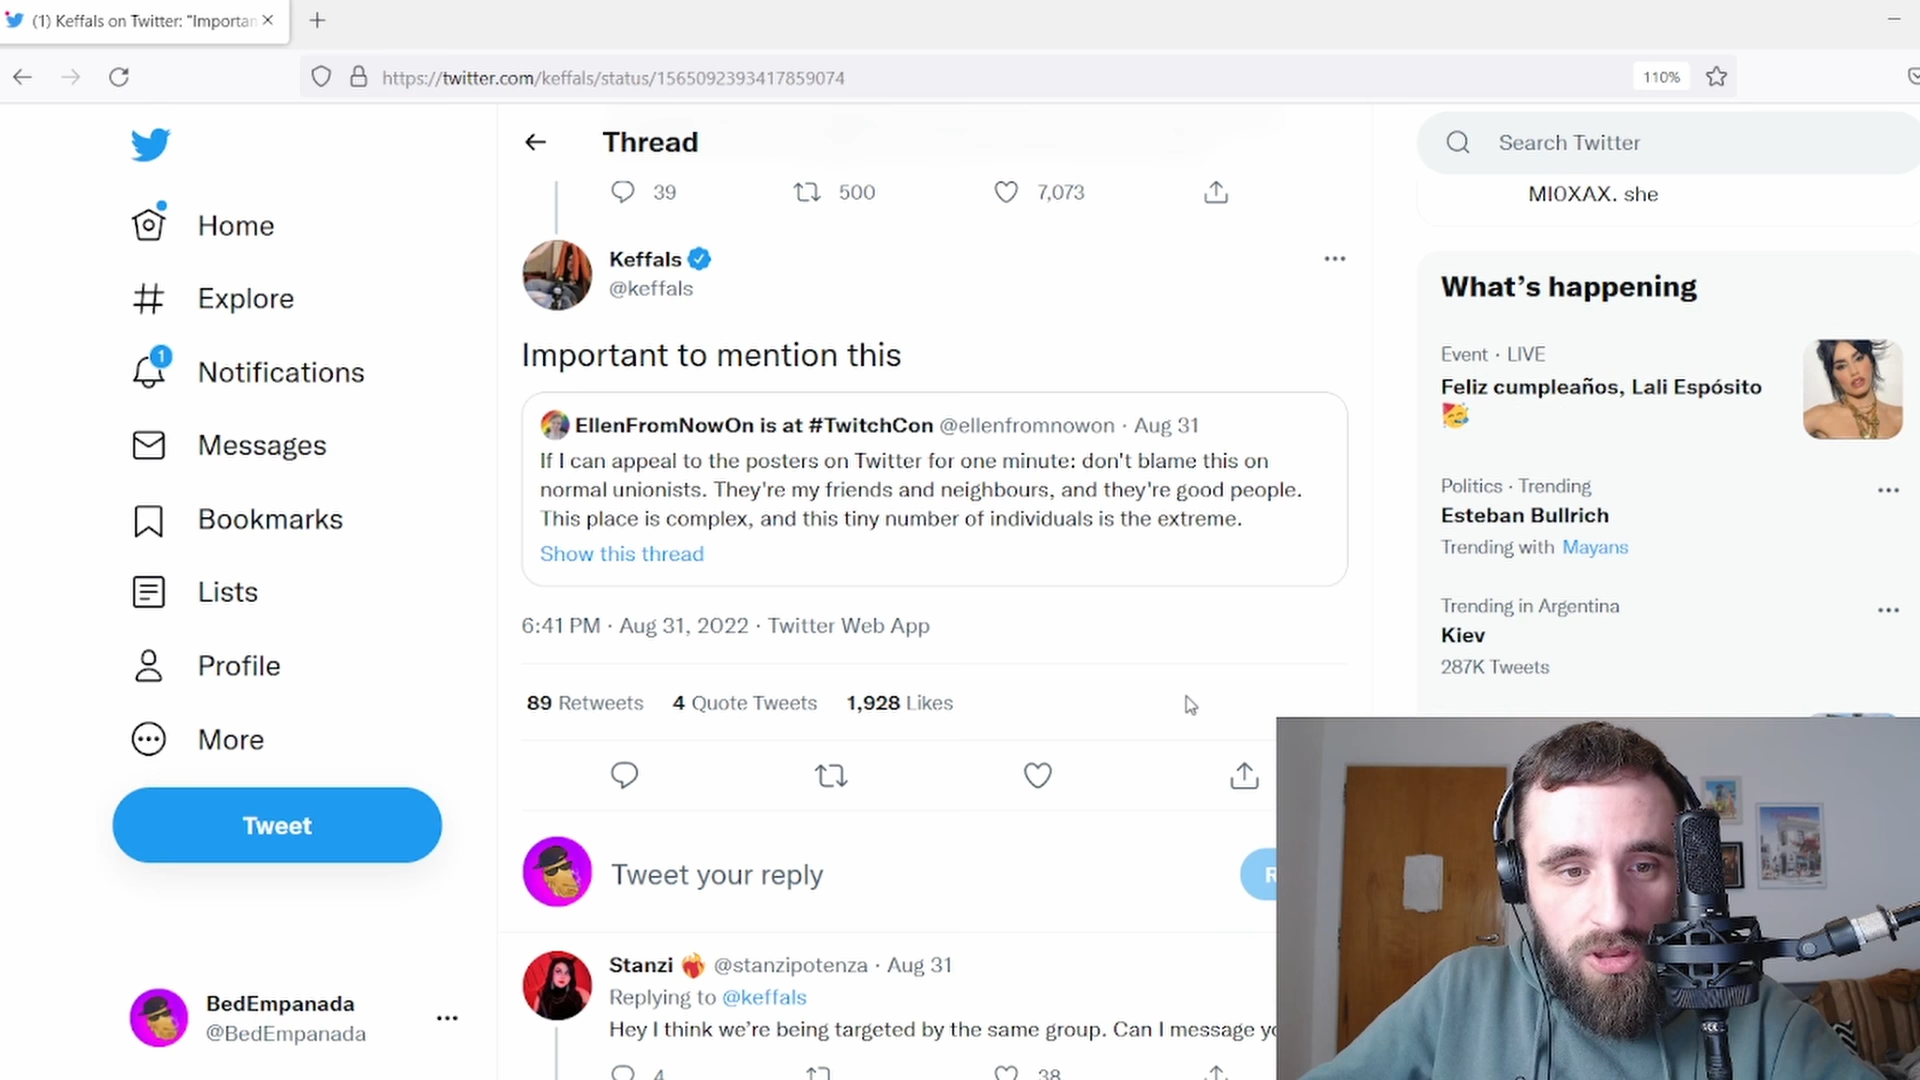 (1) Keffals on Twitter: "Importan
https://twitter.com/keffals/status/1565092393417859074
110%
Home
Explore
1
Notifications
Messages
Bookmarks
Lists
Profile
More
Tweet
BedEmpanada
@BedEmpanada
Thread
39 500 7,073
Keffals
@keffals
Important to mention this
EllenFromNowOn is at #TwitchCon @ellenfromnowon · Aug 31
If I can appeal to the posters on Twitter for one minute: don't blame this on
normal unionists. They're my friends and neighbours, and they're good people.
This place is complex, and this tiny number of individuals is the extreme.
Show this thread
6:41 PM · Aug 31, 2022 · Twitter Web App
89 Retweets 4 Quote Tweets 1,928 Likes
Tweet your reply
R
Stanzi @stanzipotenza · Aug 31
Replying to @keffals
Hey I think we're being targeted by the same group. Can I message yo
4 38
Search Twitter
MIOXAX. she
What's happening
Event · LIVE
Feliz cumpleaños, Lali Espósito
Politics · Trending
Esteban Bullrich
Trending with Mayans
Trending in Argentina
Kiev
287K Tweets